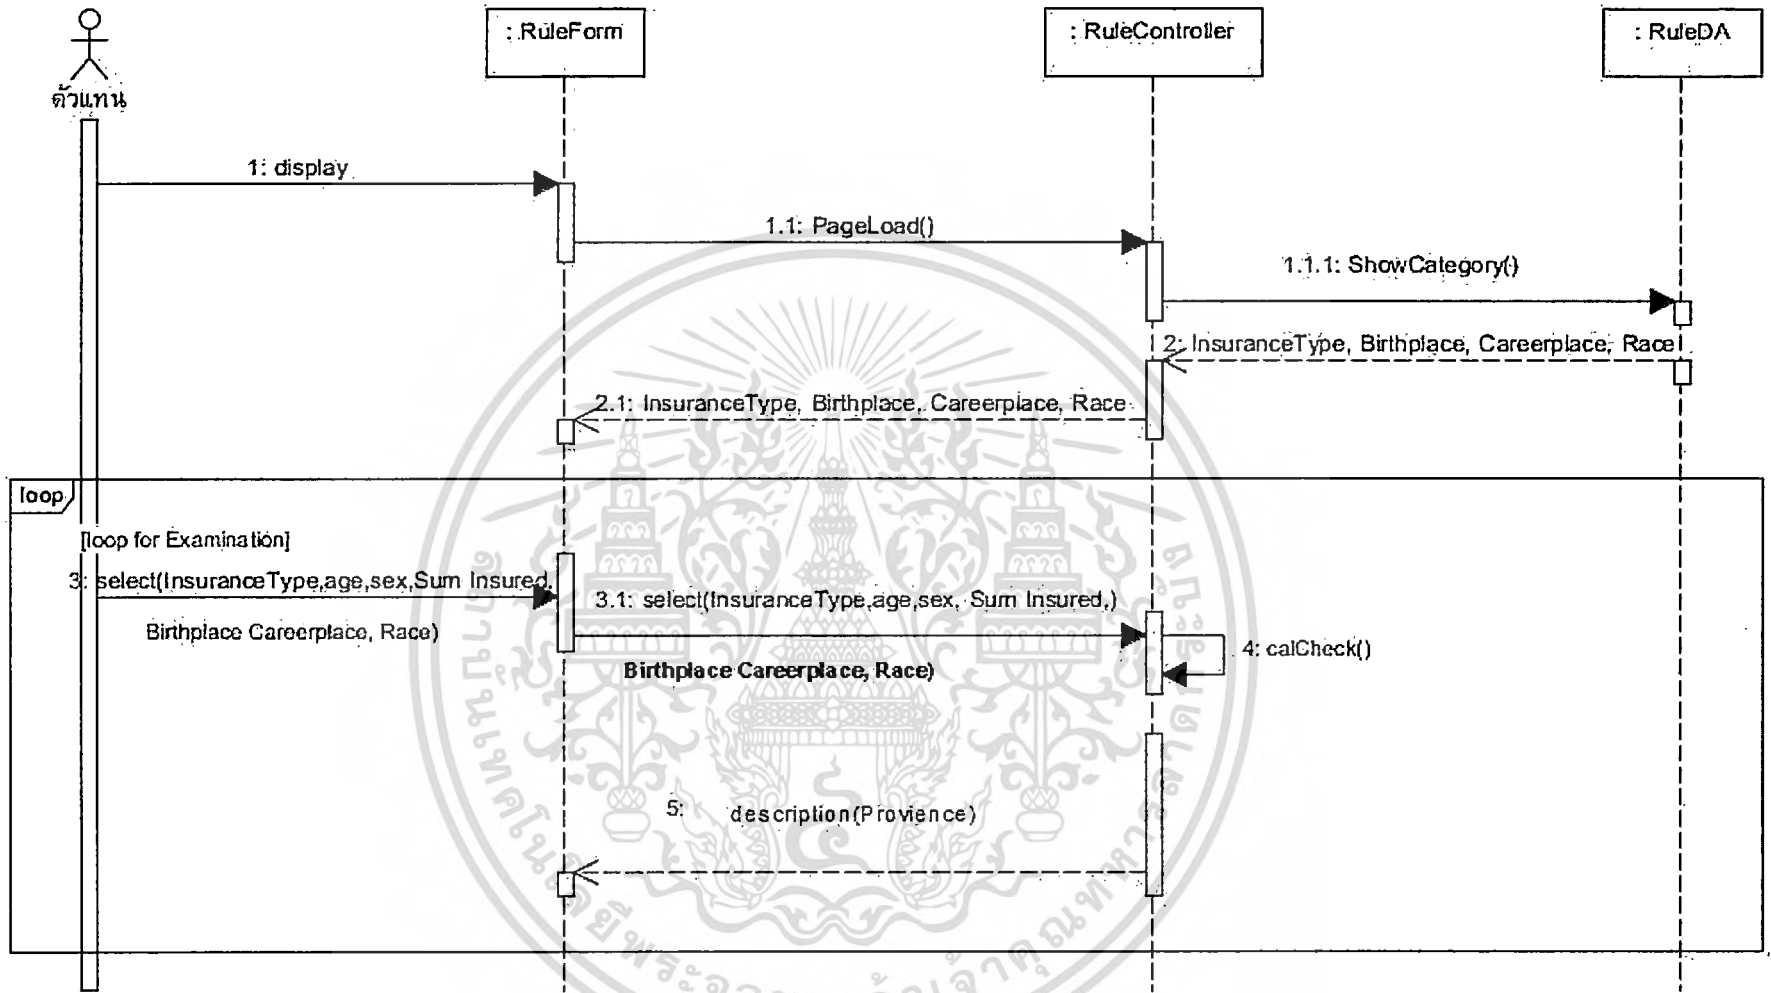 : RuleForm
: RuleController
: RuleDA
ตัวแทน
1: display
1.1: PageLoad()
1.1.1: ShowCategory()
2: InsuranceType, Birthplace, Careerplace, Race
2.1: InsuranceType, Birthplace, Careerplace, Race
loop
[loop for Examination]
3: select(InsuranceType,age,sex,Sum Insured,
Birthplace Careerplace, Race)
3.1: select(InsuranceType,age,sex, Sum Insured,)
Birthplace Careerplace, Race)
4: calCheck()
5: description(Provience)